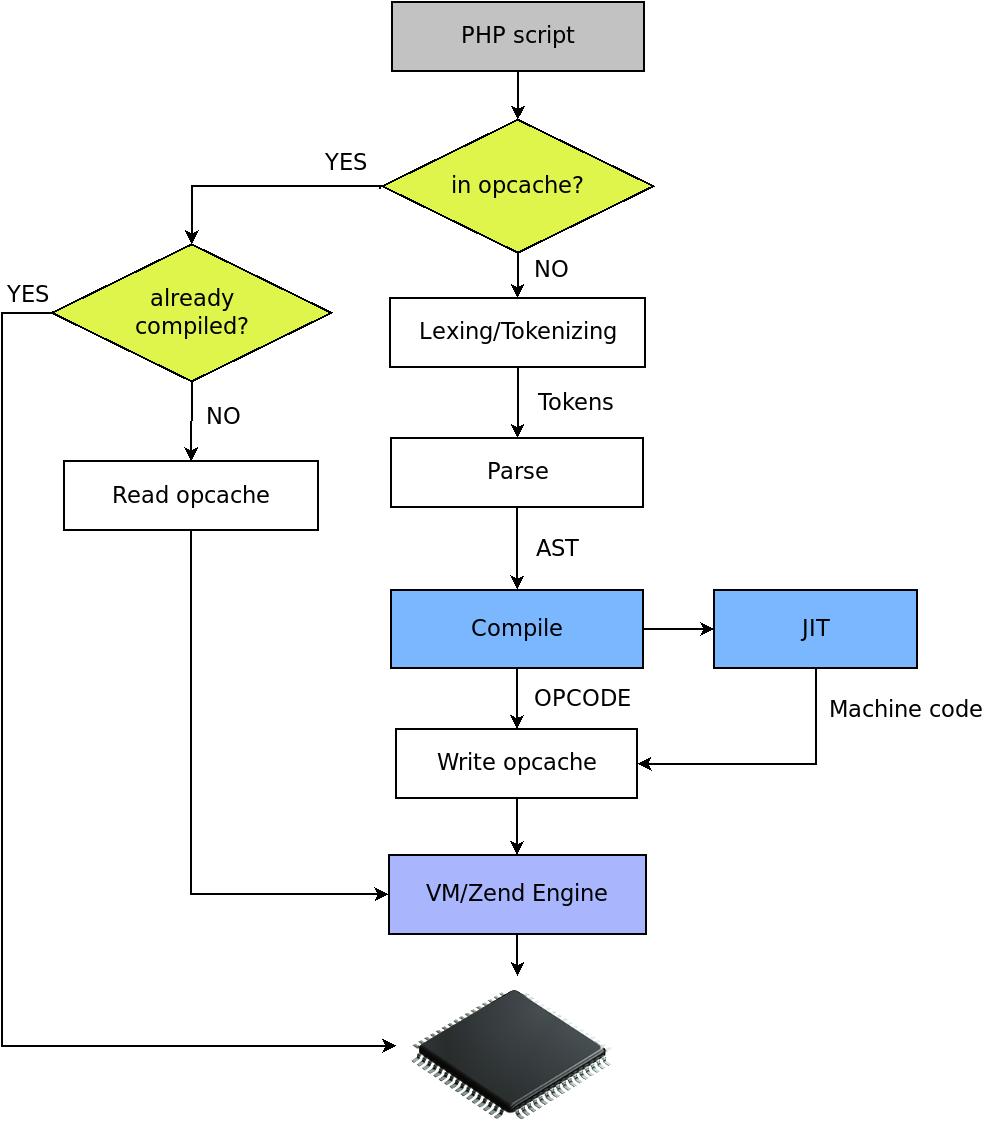 PHP script
YES
in opcache?
NO
YES
already
compiled?
Lexing/Tokenizing
Tokens
NO
Parse
Read opcache
AST
Compile
JIT
OPCODE
Machine code
Write opcache
VM/Zend Engine